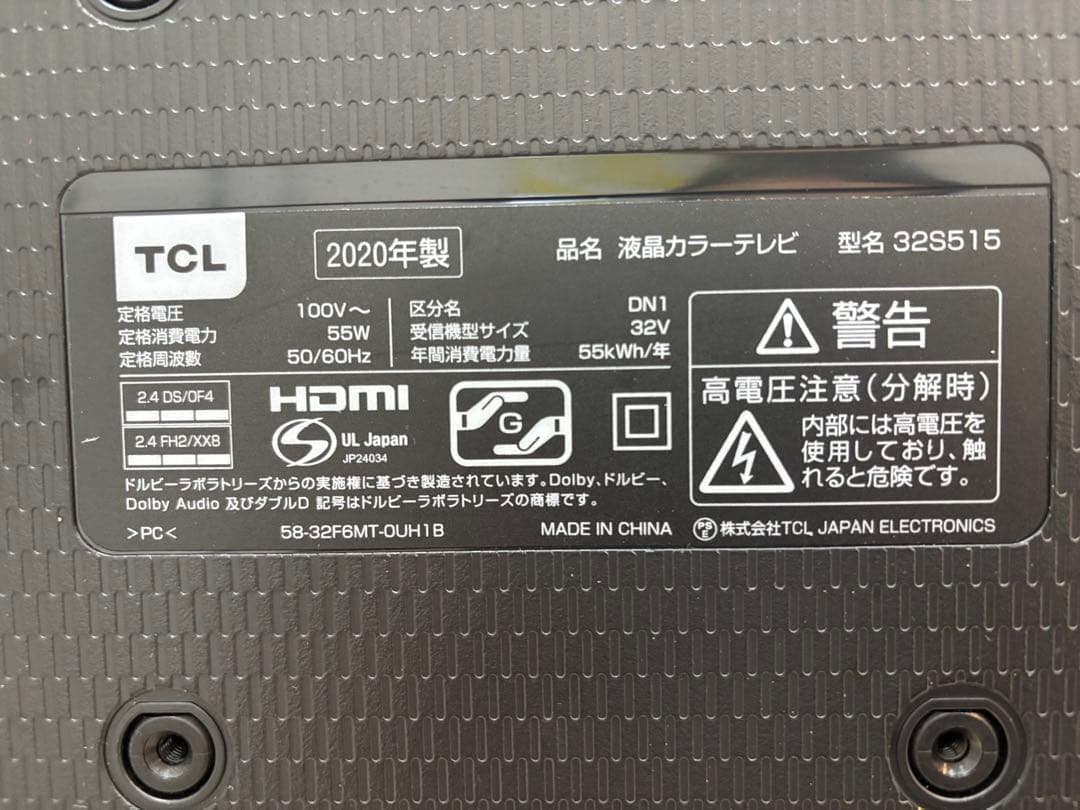 TCL
2020年製
品名 液晶カラーテレビ 型名 32S515
定格電圧 100V～
定格消費電力 55W
定格周波数 50/60Hz
区分名 DN1
受信機型サイズ 32V
年間消費電力量 55kWh/年
2.4 DS/OF4
2.4 FH2/XX8
HDMI
S UL Japan
JP24034
G
ドルビーラボラトリーズからの実施権に基づき製造されています。Dolby、ドルビー、
Dolby Audio 及びダブルD 記号はドルビーラボラトリーズの商標です。
>PC< 58-32F6MT-0UH1B MADE IN CHINA
警告
高電圧注意(分解時)
内部には高電圧を
使用しており、触
れると危険です。
PSE 株式会社TCL JAPAN ELECTRONICS